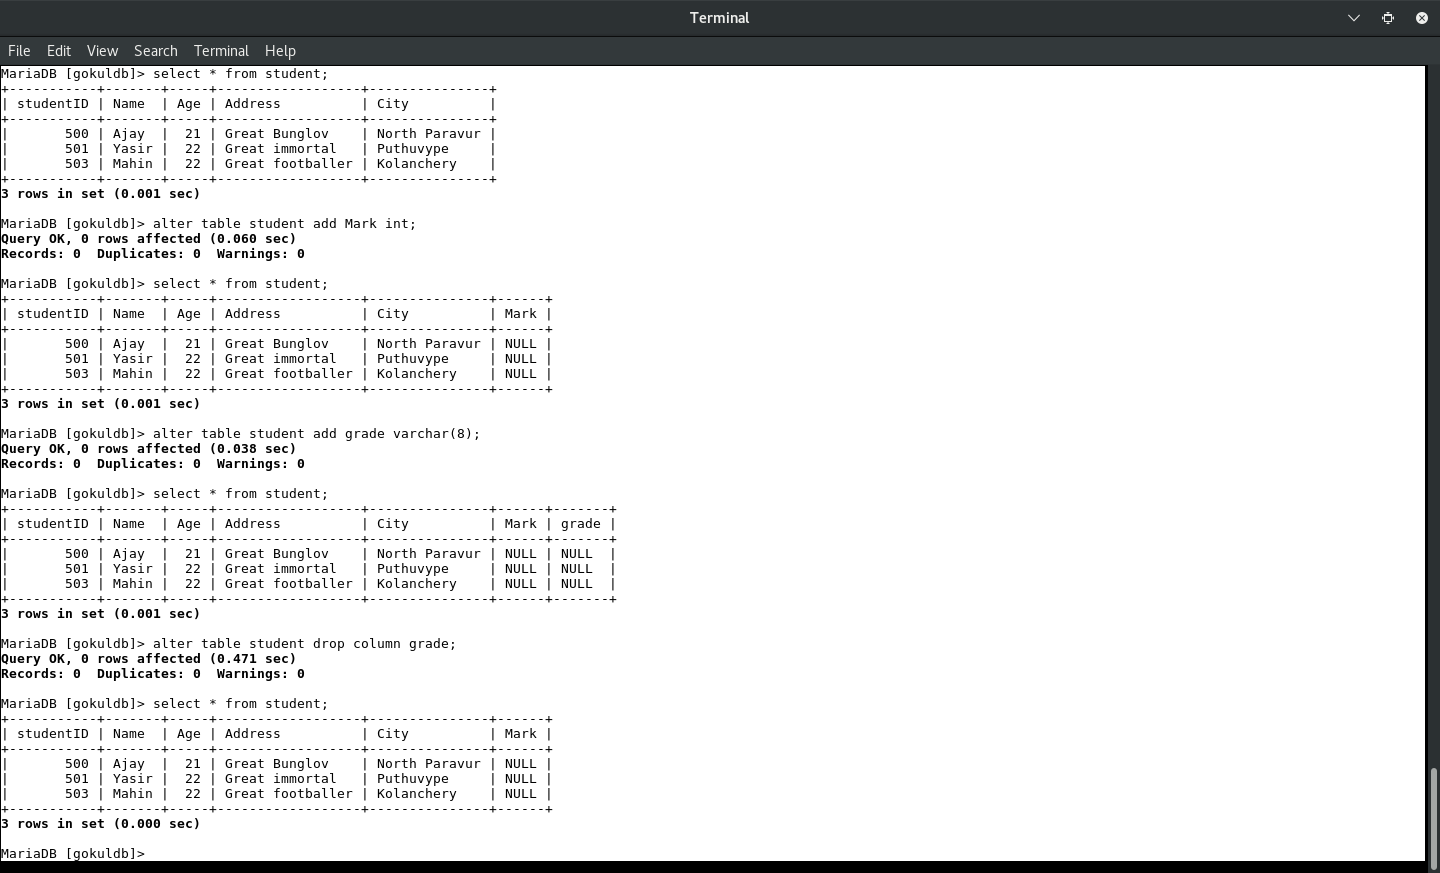 Terminal
File Edit View Search Terminal Help
MariaDB [gokuldb]> select * from student;
+-----------+-------+-----+------------------+---------------+
| studentID | Name  | Age | Address          | City          |
+-----------+-------+-----+------------------+---------------+
|       500 | Ajay  |  21 | Great Bunglov    | North Paravur |
|       501 | Yasir |  22 | Great immortal   | Puthuvype     |
|       503 | Mahin |  22 | Great footballer | Kolanchery    |
+-----------+-------+-----+------------------+---------------+
3 rows in set (0.001 sec)

MariaDB [gokuldb]> alter table student add Mark int;
Query OK, 0 rows affected (0.060 sec)
Records: 0  Duplicates: 0  Warnings: 0

MariaDB [gokuldb]> select * from student;
+-----------+-------+-----+------------------+---------------+------+
| studentID | Name  | Age | Address          | City          | Mark |
+-----------+-------+-----+------------------+---------------+------+
|       500 | Ajay  |  21 | Great Bunglov    | North Paravur | NULL |
|       501 | Yasir |  22 | Great immortal   | Puthuvype     | NULL |
|       503 | Mahin |  22 | Great footballer | Kolanchery    | NULL |
+-----------+-------+-----+------------------+---------------+------+
3 rows in set (0.001 sec)

MariaDB [gokuldb]> alter table student add grade varchar(8);
Query OK, 0 rows affected (0.038 sec)
Records: 0  Duplicates: 0  Warnings: 0

MariaDB [gokuldb]> select * from student;
+-----------+-------+-----+------------------+---------------+------+-------+
| studentID | Name  | Age | Address          | City          | Mark | grade |
+-----------+-------+-----+------------------+---------------+------+-------+
|       500 | Ajay  |  21 | Great Bunglov    | North Paravur | NULL | NULL  |
|       501 | Yasir |  22 | Great immortal   | Puthuvype     | NULL | NULL  |
|       503 | Mahin |  22 | Great footballer | Kolanchery    | NULL | NULL  |
+-----------+-------+-----+------------------+---------------+------+-------+
3 rows in set (0.001 sec)

MariaDB [gokuldb]> alter table student drop column grade;
Query OK, 0 rows affected (0.471 sec)
Records: 0  Duplicates: 0  Warnings: 0

MariaDB [gokuldb]> select * from student;
+-----------+-------+-----+------------------+---------------+------+
| studentID | Name  | Age | Address          | City          | Mark |
+-----------+-------+-----+------------------+---------------+------+
|       500 | Ajay  |  21 | Great Bunglov    | North Paravur | NULL |
|       501 | Yasir |  22 | Great immortal   | Puthuvype     | NULL |
|       503 | Mahin |  22 | Great footballer | Kolanchery    | NULL |
+-----------+-------+-----+------------------+---------------+------+
3 rows in set (0.000 sec)

MariaDB [gokuldb]>